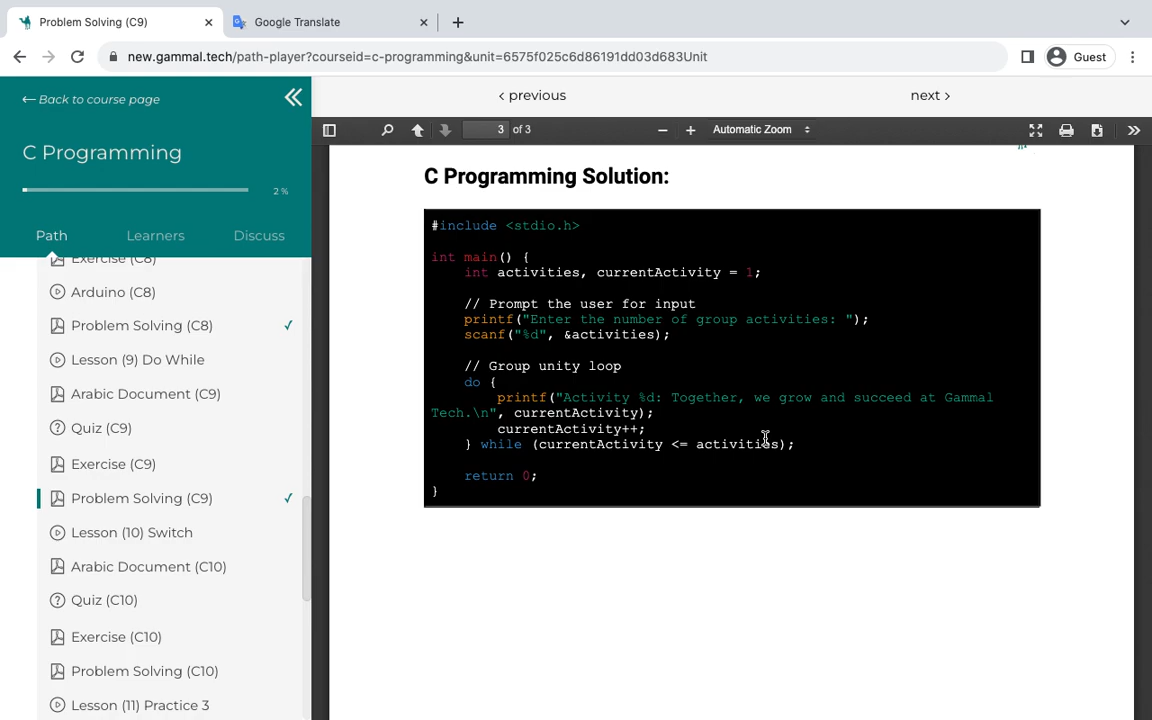 Problem Solving (C9)
Google Translate
new.gammal.tech/path-player?courseid=c-programming&unit=6575f025c6d86191dd03d683Unit
Guest
Back to course page
C Programming
2 %
Path
Learners
Discuss
Exercise (C8)
Arduino (C8)
Problem Solving (C8)
Lesson (9) Do While
Arabic Document (C9)
Quiz (C9)
Exercise (C9)
Problem Solving (C9)
Lesson (10) Switch
Arabic Document (C10)
Quiz (C10)
Exercise (C10)
Problem Solving (C10)
Lesson (11) Practice 3
‹ previous
next ›
3 of 3
Automatic Zoom
C Programming Solution:
#include <stdio.h>
int main() {
int activities, currentActivity = 1;
// Prompt the user for input
printf("Enter the number of group activities: ");
scanf("%d", &activities);
// Group unity loop
do {
printf("Activity %d: Together, we grow and succeed at Gammal
Tech.\n", currentActivity);
currentActivity++;
} while (currentActivity <= activities);
return 0;
}